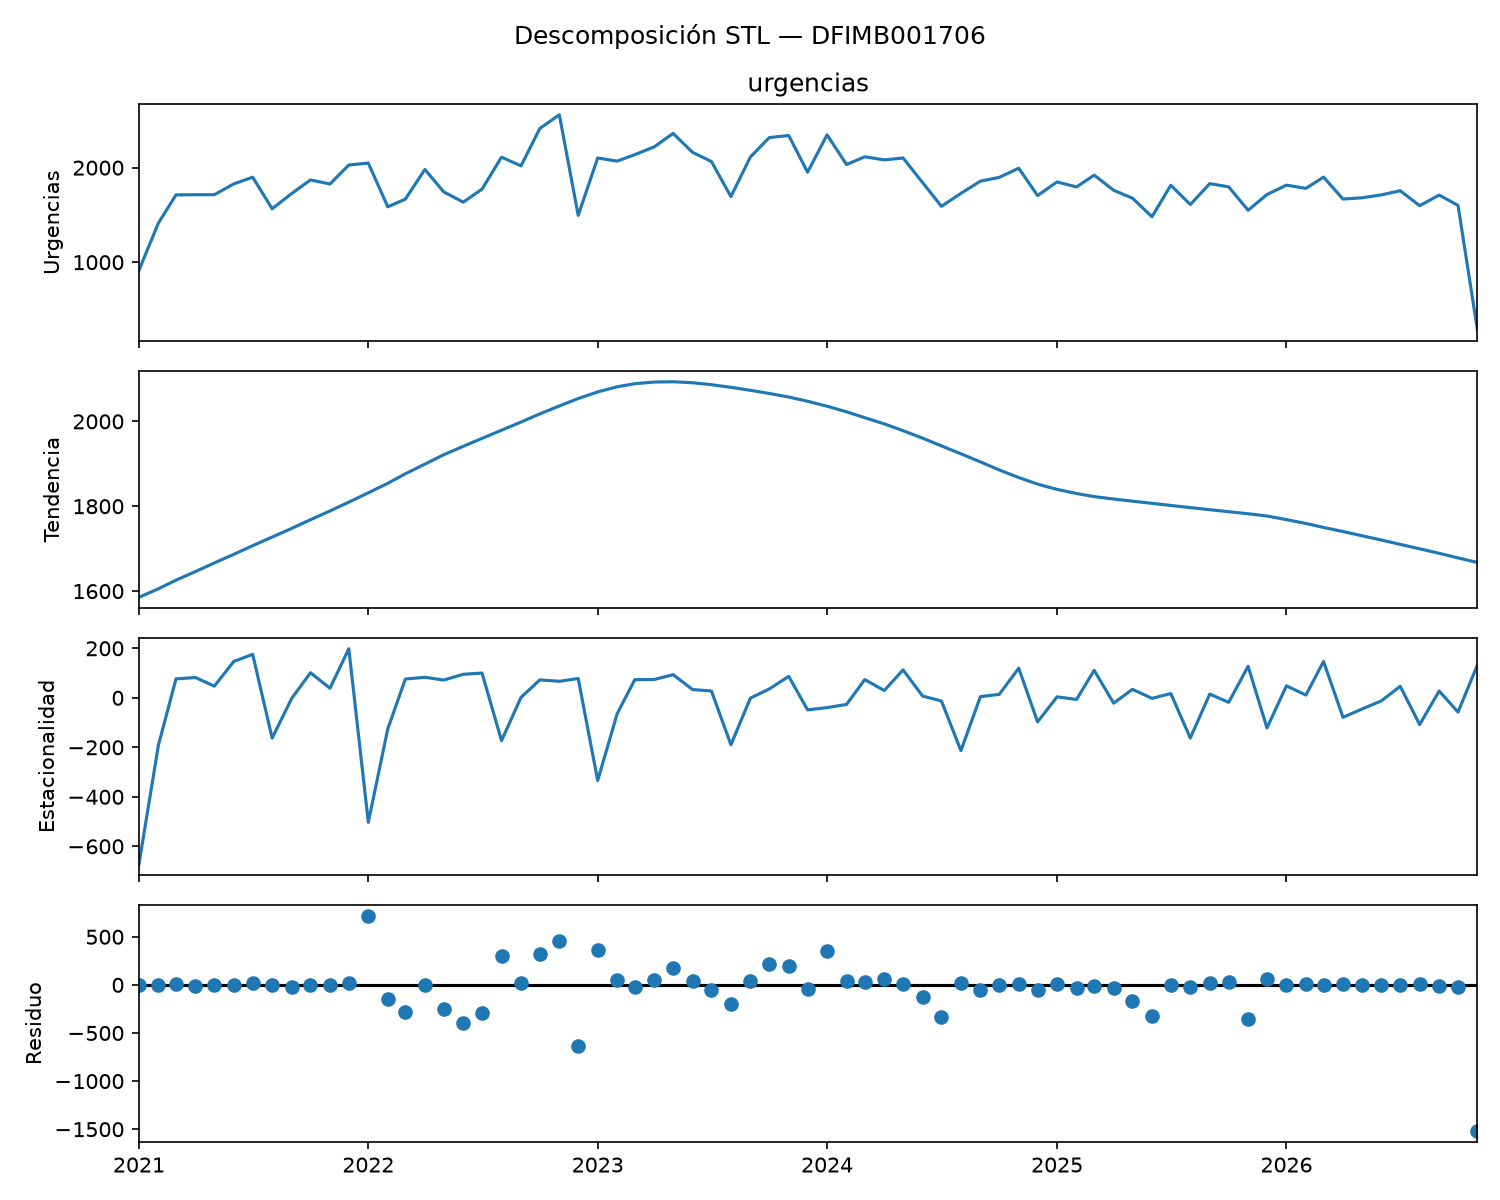 Descomposición STL — DFIMB001706
urgencias
Urgencias
2000
1000
Tendencia
2000
1800
1600
Estacionalidad
200
0
−200
−400
−600
Residuo
500
0
−500
−1000
−1500
2021 2022 2023 2024 2025 2026